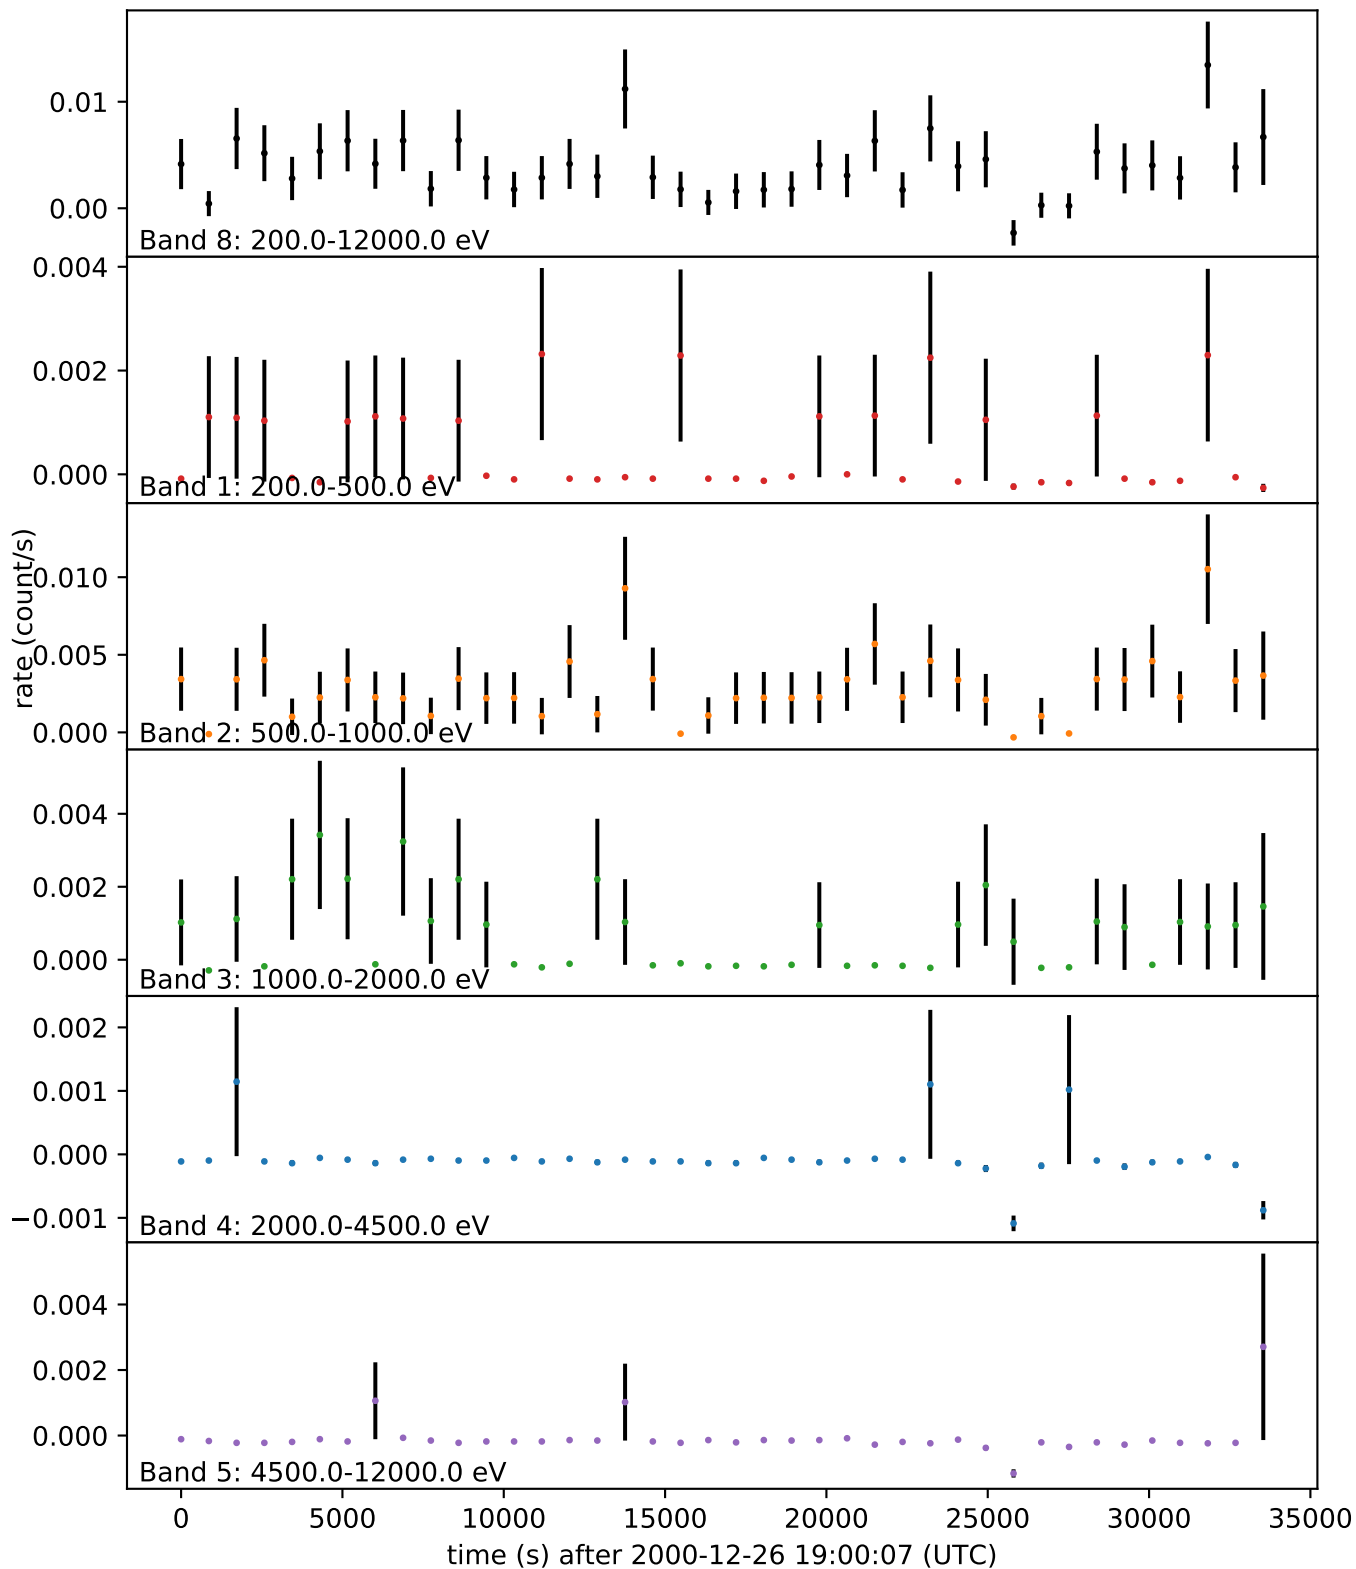 0.01
0.00
Band 8: 200.0-12000.0 eV
0.004
0.002
0.000
Band 1: 200.0-500.0 eV
rate (count/s)
0.010
0.005
0.000
Band 2: 500.0-1000.0 eV
0.004
0.002
0.000
Band 3: 1000.0-2000.0 eV
0.002
0.001
0.000
−0.001
Band 4: 2000.0-4500.0 eV
0.004
0.002
0.000
Band 5: 4500.0-12000.0 eV
0 5000 10000 15000 20000 25000 30000 35000
time (s) after 2000-12-26 19:00:07 (UTC)